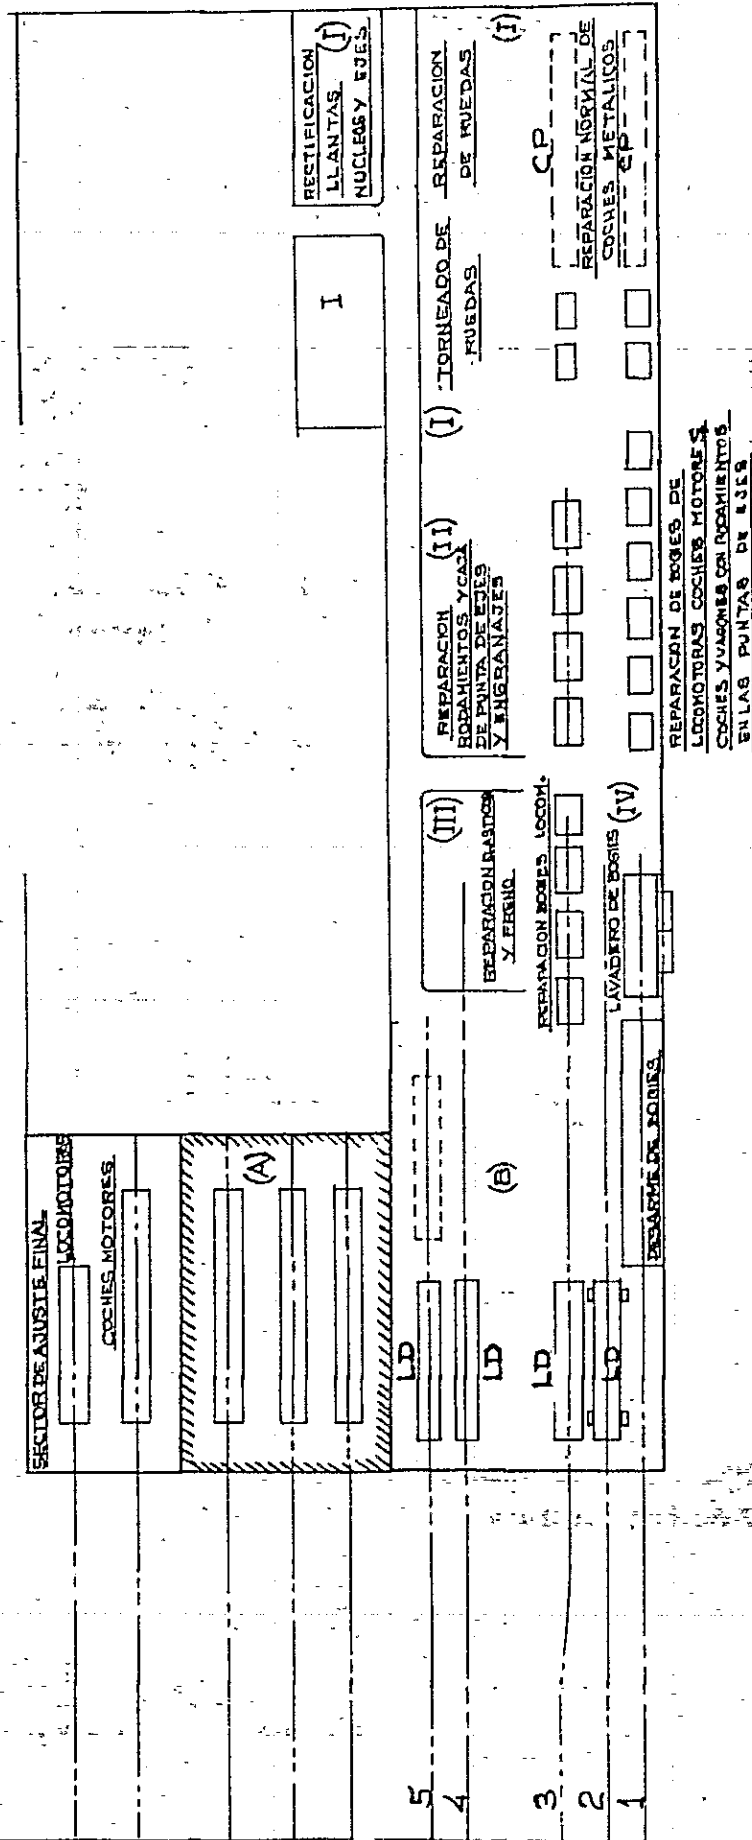 SECTOR DE AJUSTE FINAL
LOCOMOTORAS
COCHES MOTORES
(A)
RECTIFICACION
LLANTAS (I)
NUCLEOS Y EJES
I
5
4
3
2
1
LD
LD
LD
LD
(B)
DESARME DE BOGIES
(III)
REPARACION BASTIDOR
Y FRENO
REPARACION BOGIES LOCOM.
LAVADERO DE BOGIES (IV)
REPARACION (II)
RODAMIENTOS Y CAJA
DE PUNTA DE EJES
Y ENGRANAJES
(I)
TORNEADO DE
RUEDAS
REPARACION
DE RUEDAS
(I)
CP
REPARACION NORMAL DE
COCHES METALICOS
CP
REPARACION DE BOGIES DE
LOCOMOTORAS COCHES MOTORES
COCHES Y VAGONES CON RODAMIENTOS
EN LAS PUNTAS DE EJES